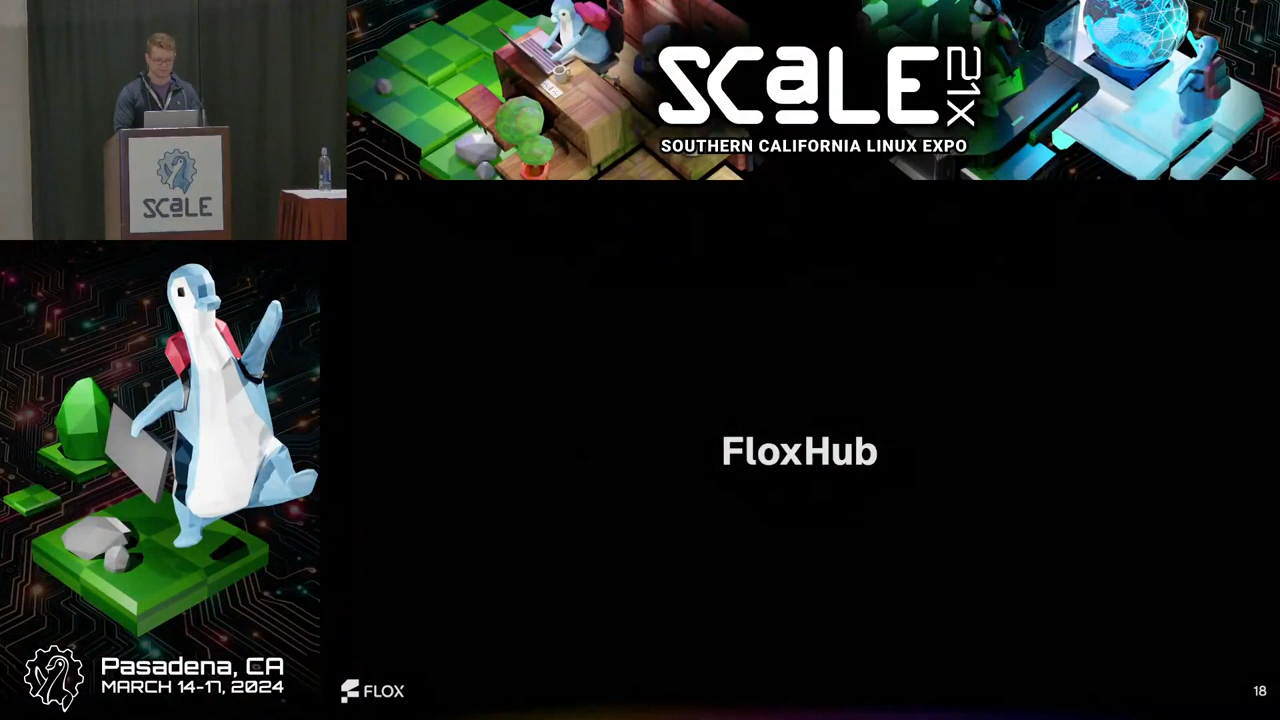 SCaLE 21x
SOUTHERN CALIFORNIA LINUX EXPO
SCaLE
FloxHub
Pasadena, CA
MARCH 14-17, 2024
FLOX
18